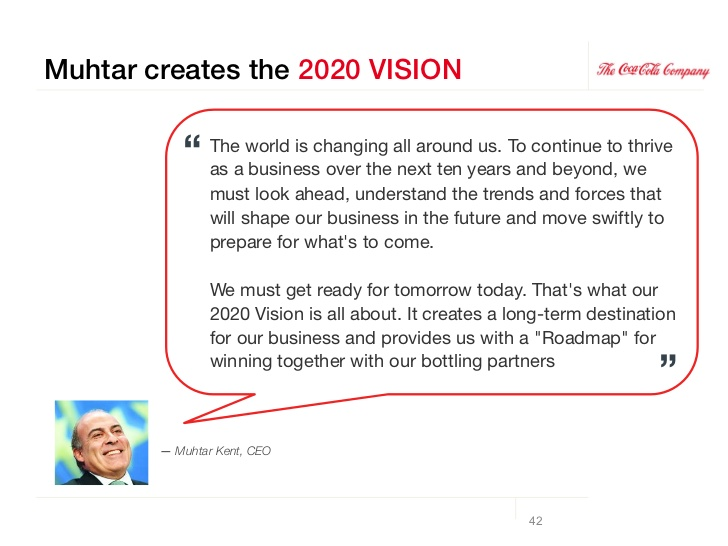 Muhtar creates the 2020 VISION
The Coca-Cola Company
“ The world is changing all around us. To continue to thrive
as a business over the next ten years and beyond, we
must look ahead, understand the trends and forces that
will shape our business in the future and move swiftly to
prepare for what's to come.
We must get ready for tomorrow today. That's what our
2020 Vision is all about. It creates a long-term destination
for our business and provides us with a "Roadmap" for
winning together with our bottling partners ”
— Muhtar Kent, CEO
42